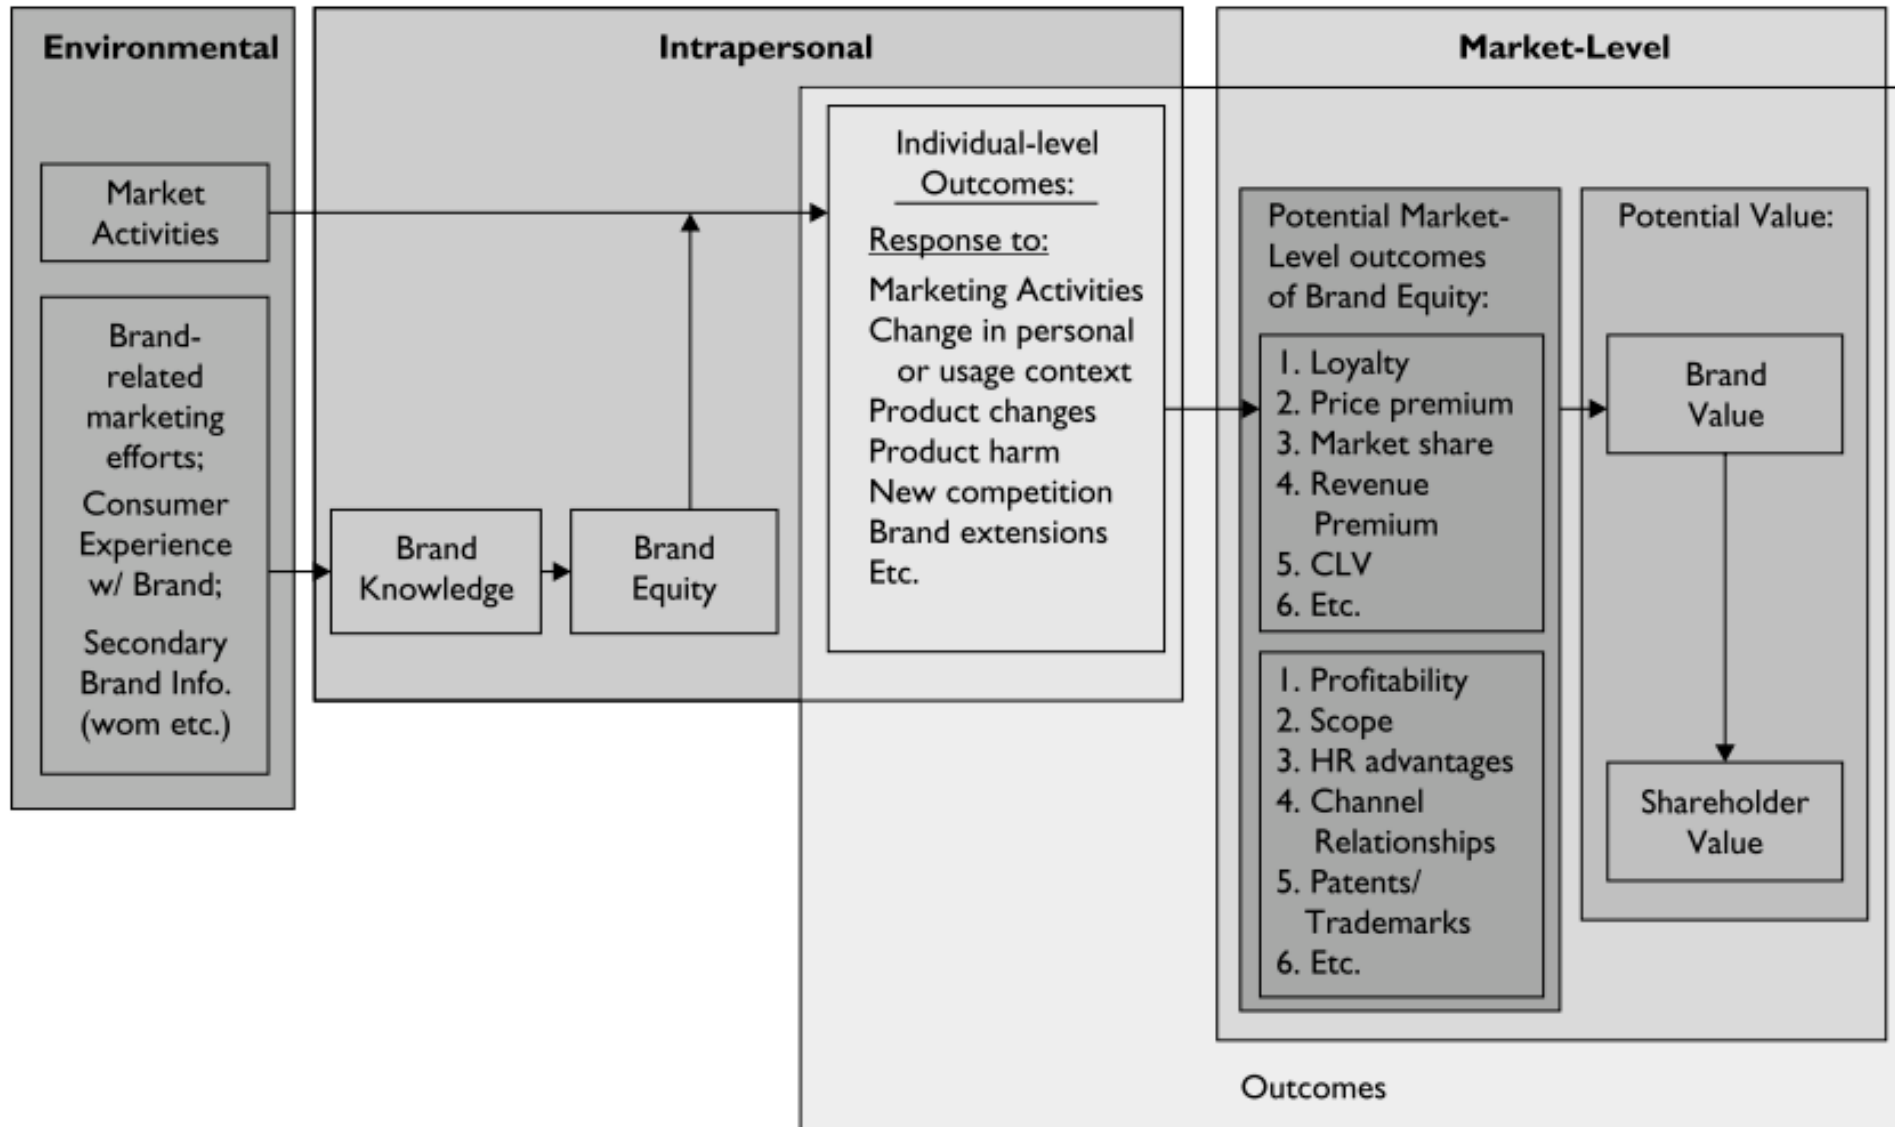 Environmental
Market
Activities
Brand-
related
marketing
efforts;
Consumer
Experience
w/ Brand;
Secondary
Brand Info.
(wom etc.)
Intrapersonal
Brand
Knowledge
Brand
Equity
Individual-level
Outcomes:
Response to:
Marketing Activities
Change in personal
or usage context
Product changes
Product harm
New competition
Brand extensions
Etc.
Market-Level
Potential Market-
Level outcomes
of Brand Equity:
1. Loyalty
2. Price premium
3. Market share
4. Revenue
Premium
5. CLV
6. Etc.
1. Profitability
2. Scope
3. HR advantages
4. Channel
Relationships
5. Patents/
Trademarks
6. Etc.
Potential Value:
Brand
Value
Shareholder
Value
Outcomes